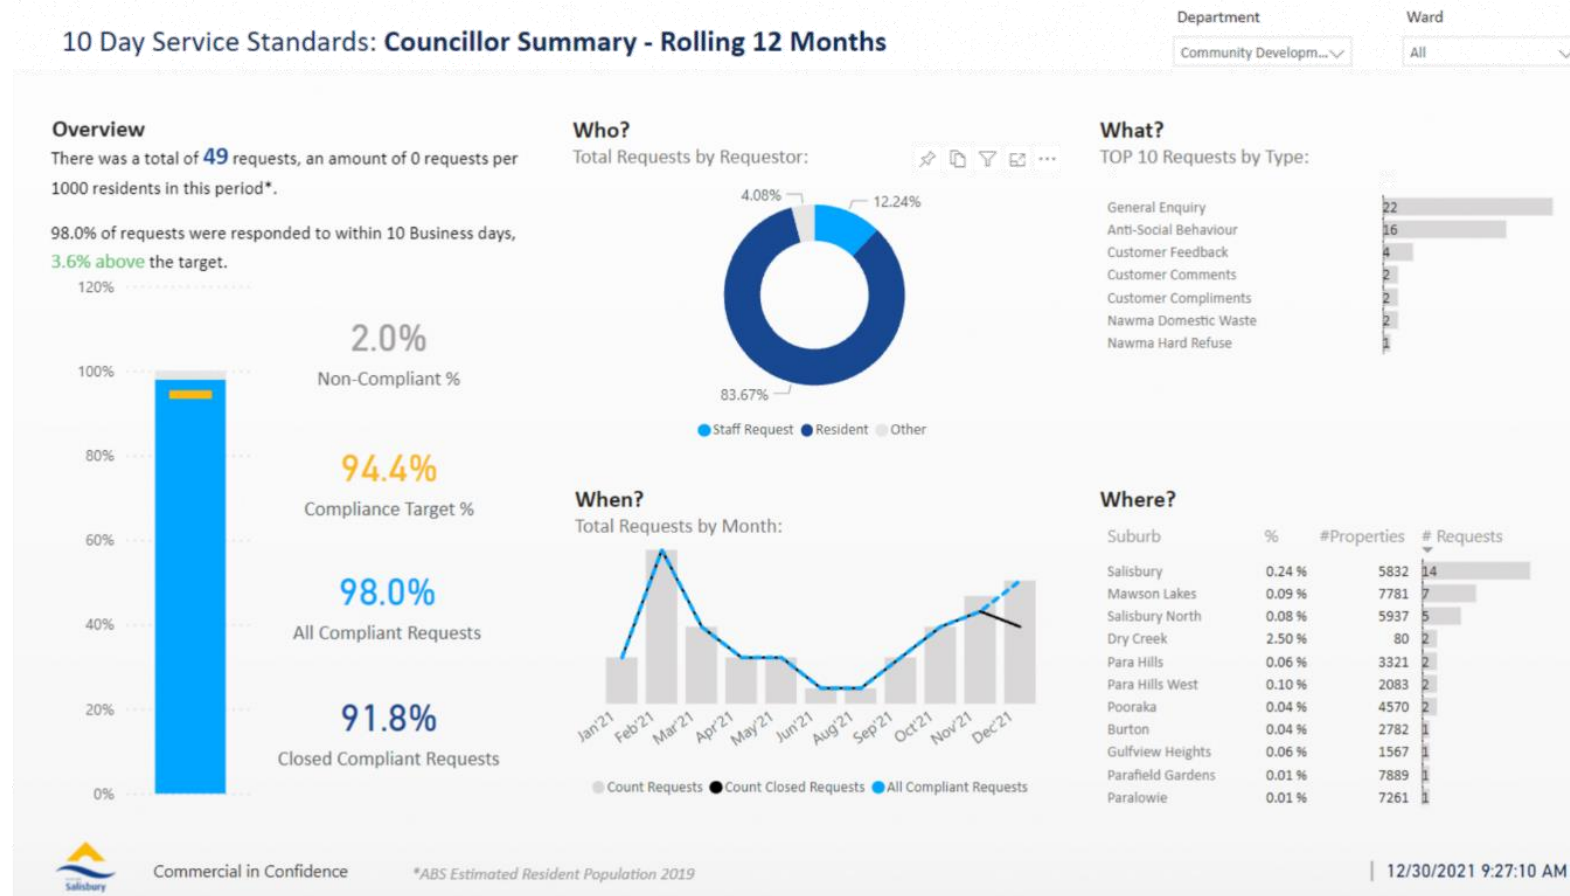 Department
Ward
10 Day Service Standards: Councillor Summary - Rolling 12 Months
Community Developm...
All
Overview
There was a total of 49 requests, an amount of 0 requests per
1000 residents in this period*.
98.0% of requests were responded to within 10 Business days,
3.6% above the target.
120%
100%
80%
60%
40%
20%
0%
2.0%
Non-Compliant %
94.4%
Compliance Target %
98.0%
All Compliant Requests
91.8%
Closed Compliant Requests
Who?
Total Requests by Requestor:
4.08%
12.24%
83.67%
Staff Request Resident Other
What?
TOP 10 Requests by Type:
General Enquiry 22
Anti-Social Behaviour 16
Customer Feedback 4
Customer Comments 2
Customer Compliments 2
Nawma Domestic Waste 2
Nawma Hard Refuse 1
When?
Total Requests by Month:
Jan'21 Feb'21 Mar'21 Apr'21 May'21 Jun'21 Aug'21 Sep'21 Oct'21 Nov'21 Dec'21
Count Requests Count Closed Requests All Compliant Requests
Where?
Suburb % #Properties # Requests
Salisbury 0.24 % 5832 14
Mawson Lakes 0.09 % 7781 7
Salisbury North 0.08 % 5937 5
Dry Creek 2.50 % 80 2
Para Hills 0.06 % 3321 2
Para Hills West 0.10 % 2083 2
Pooraka 0.04 % 4570 2
Burton 0.04 % 2782 1
Gulfview Heights 0.06 % 1567 1
Parafield Gardens 0.01 % 7889 1
Paralowie 0.01 % 7261 1
Salisbury
Commercial in Confidence
*ABS Estimated Resident Population 2019
12/30/2021 9:27:10 AM